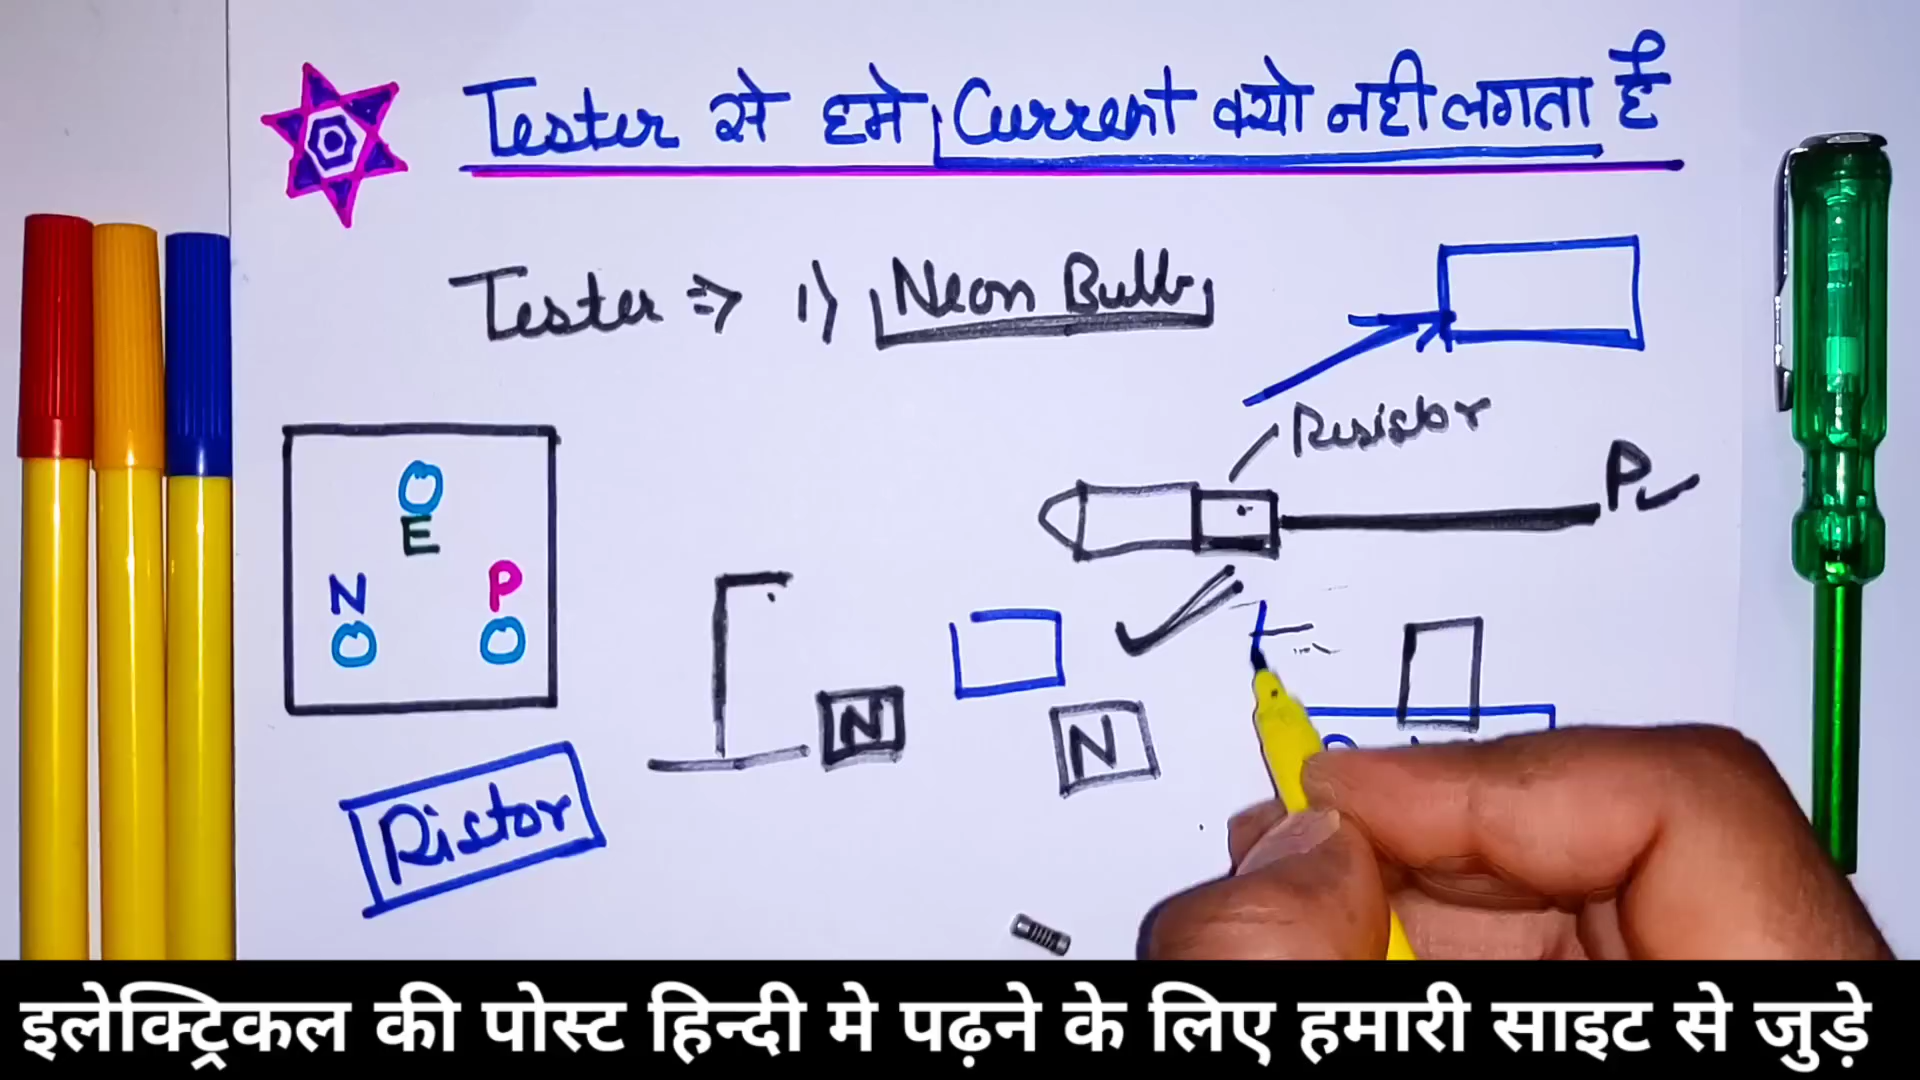 Tester से हमे Current क्यो नही लगता है
Tester => 1) Neon Bulb
Resistor
P
E
N P
N
N
Ristor
इलेक्ट्रिकल की पोस्ट हिन्दी मे पढ़ने के लिए हमारी साइट से जुड़े